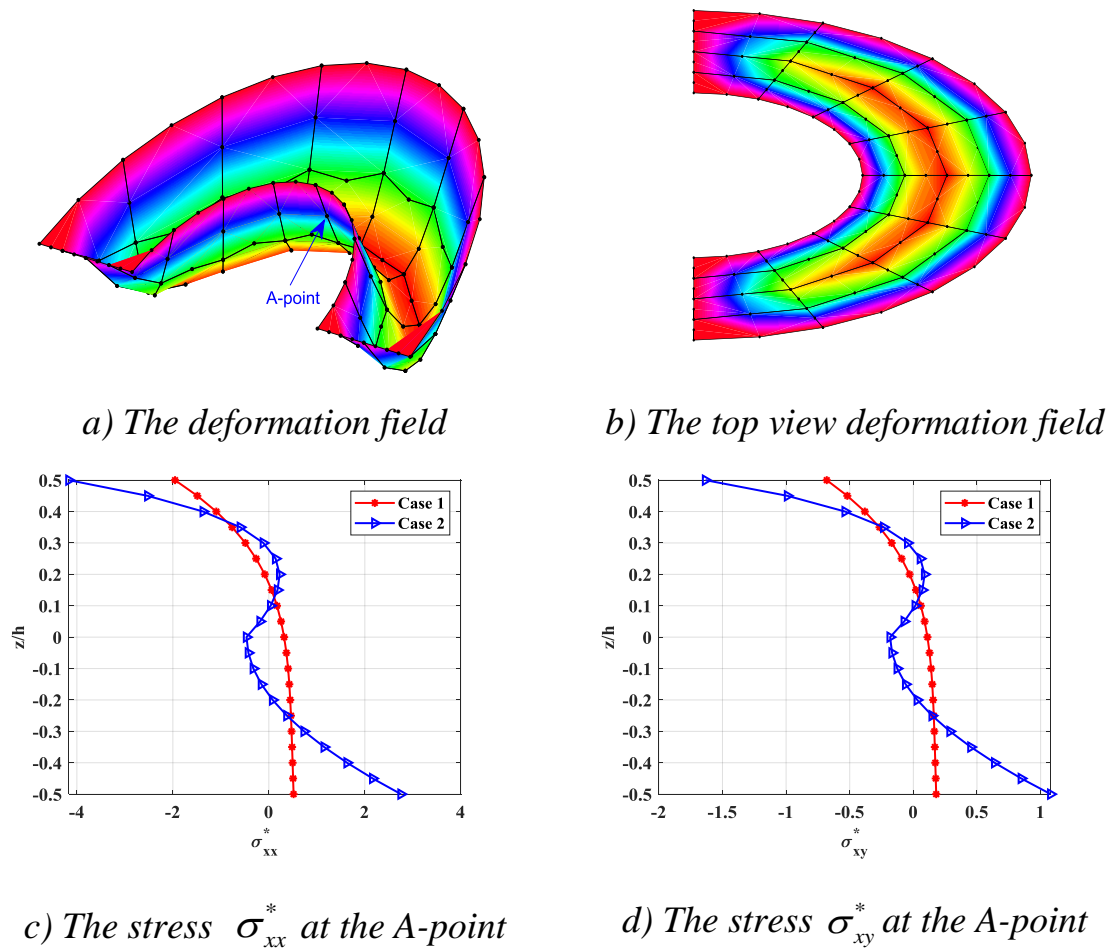 A-point
a) The deformation field
b) The top view deformation field
0.5
0.4
0.3
0.2
0.1
0
-0.1
-0.2
-0.3
-0.4
-0.5
z/h
Case 1
Case 2
-4
-2
0
2
4
σ*xx
0.5
0.4
0.3
0.2
0.1
0
-0.1
-0.2
-0.3
-0.4
-0.5
z/h
Case 1
Case 2
-2
-1.5
-1
-0.5
0
0.5
1
σ*xy
c) The stress σ*xx at the A-point
d) The stress σ*xy at the A-point